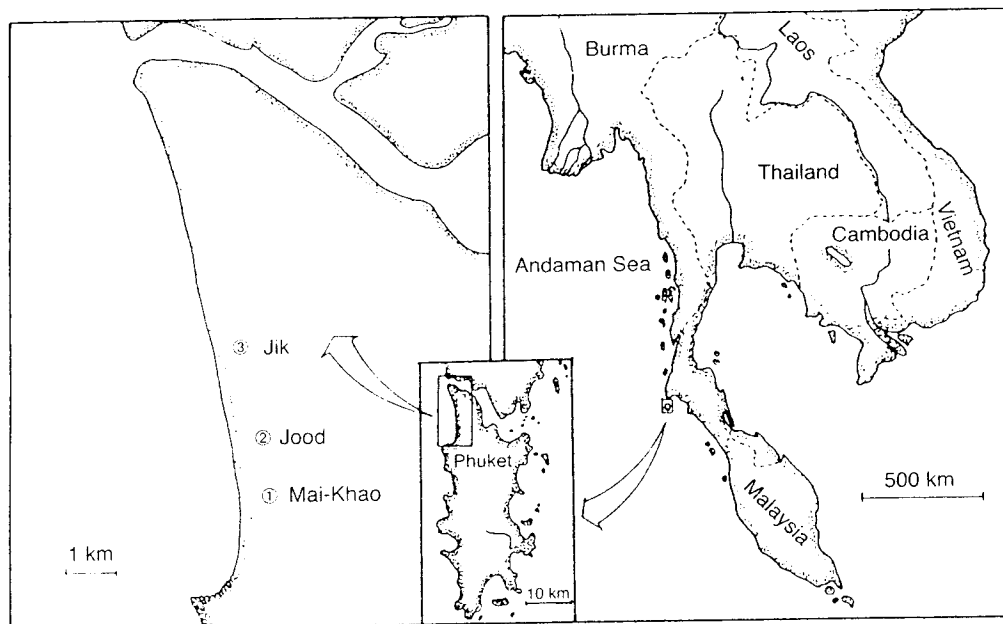 ③ Jik
② Jood
① Mai-Khao
1 km
Phuket
10 km
Burma
Laos
Thailand
Vietnam
Cambodia
Andaman Sea
Malaysia
500 km